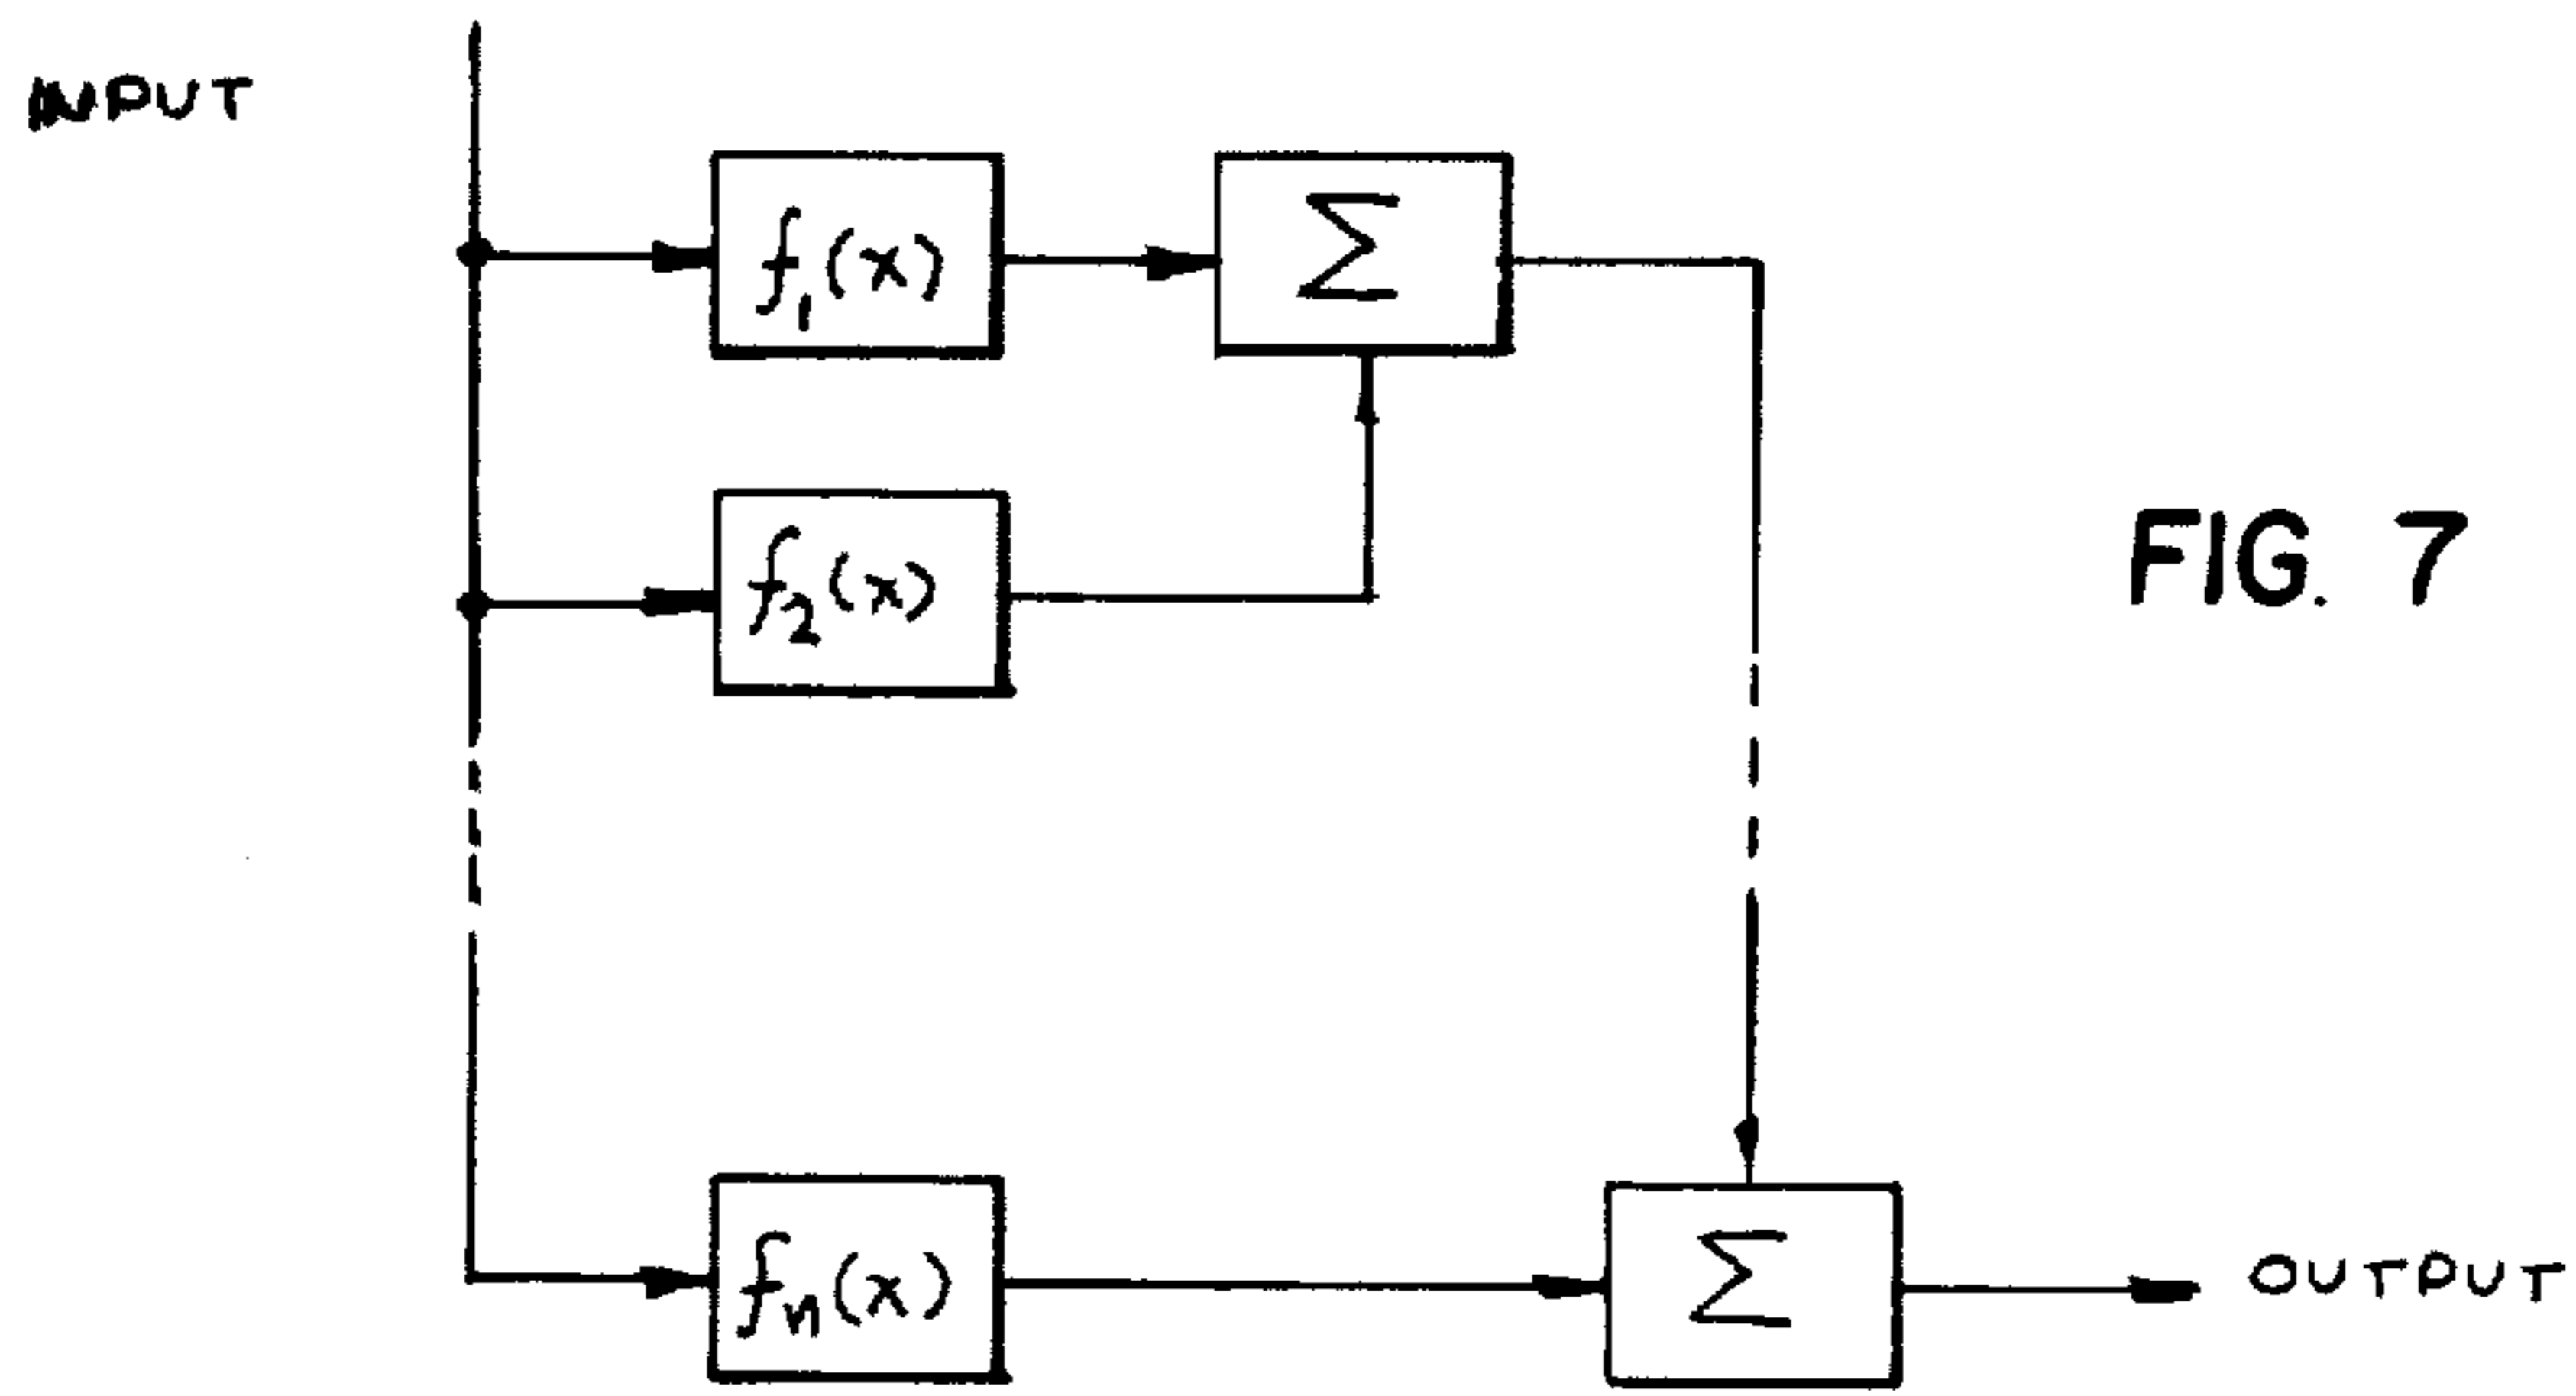 INPUT
f₁(x)
Σ
f₂(x)
FIG. 7
fₙ(x)
Σ
OUTPUT